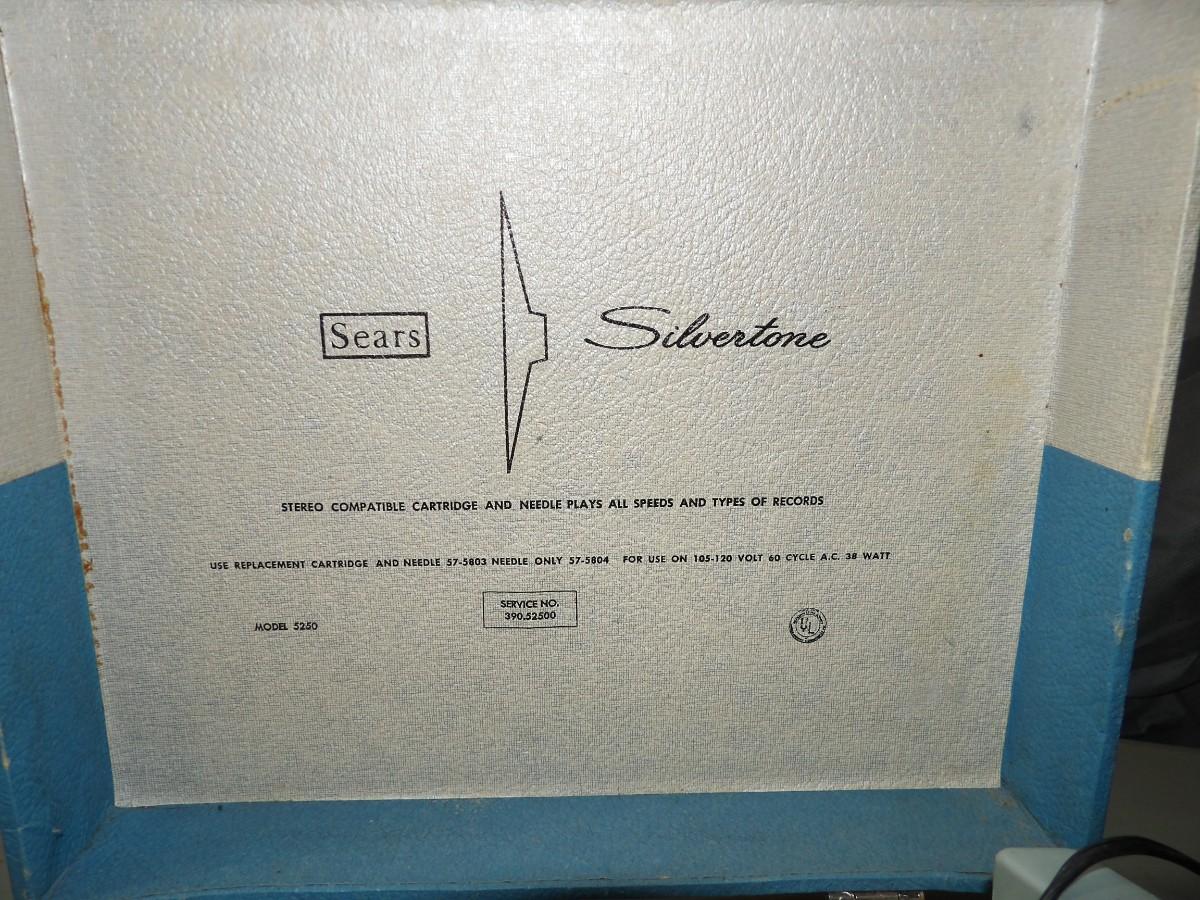 Sears
Silvertone
STEREO COMPATIBLE CARTRIDGE AND NEEDLE PLAYS ALL SPEEDS AND TYPES OF RECORDS
USE REPLACEMENT CARTRIDGE AND NEEDLE 57-5803 NEEDLE ONLY 57-5804 FOR USE ON 105-120 VOLT 60 CYCLE A.C. 38 WATT
SERVICE NO.
390.52500
MODEL 5250
UL